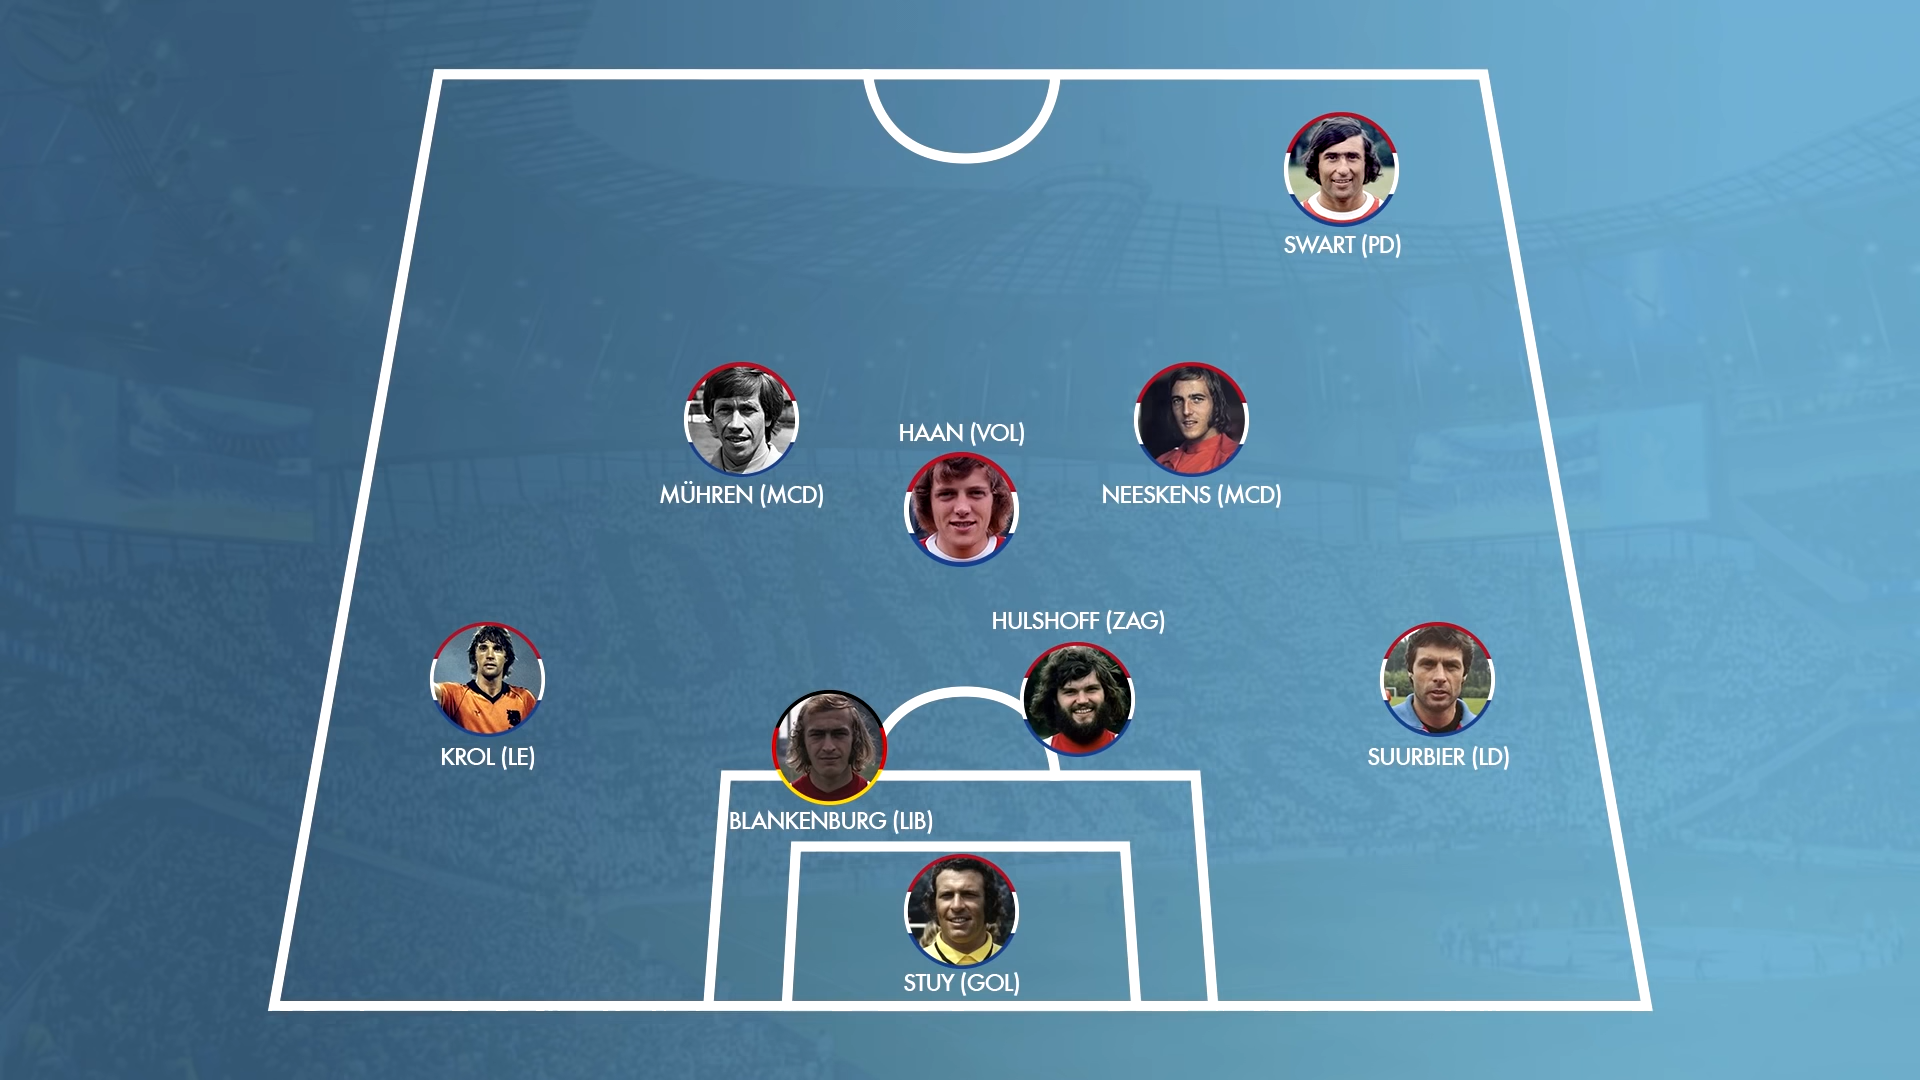 SWART (PD)
HAAN (VOL)
MÜHREN (MCD)
NEESKENS (MCD)
HULSHOFF (ZAG)
KROL (LE)
SUURBIER (LD)
BLANKENBURG (LIB)
STUY (GOL)